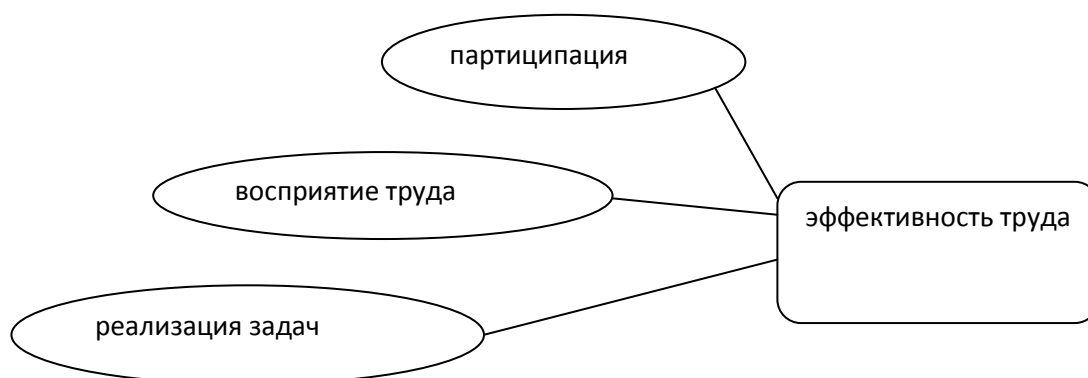 партиципация
восприятие труда
эффективность труда
реализация задач